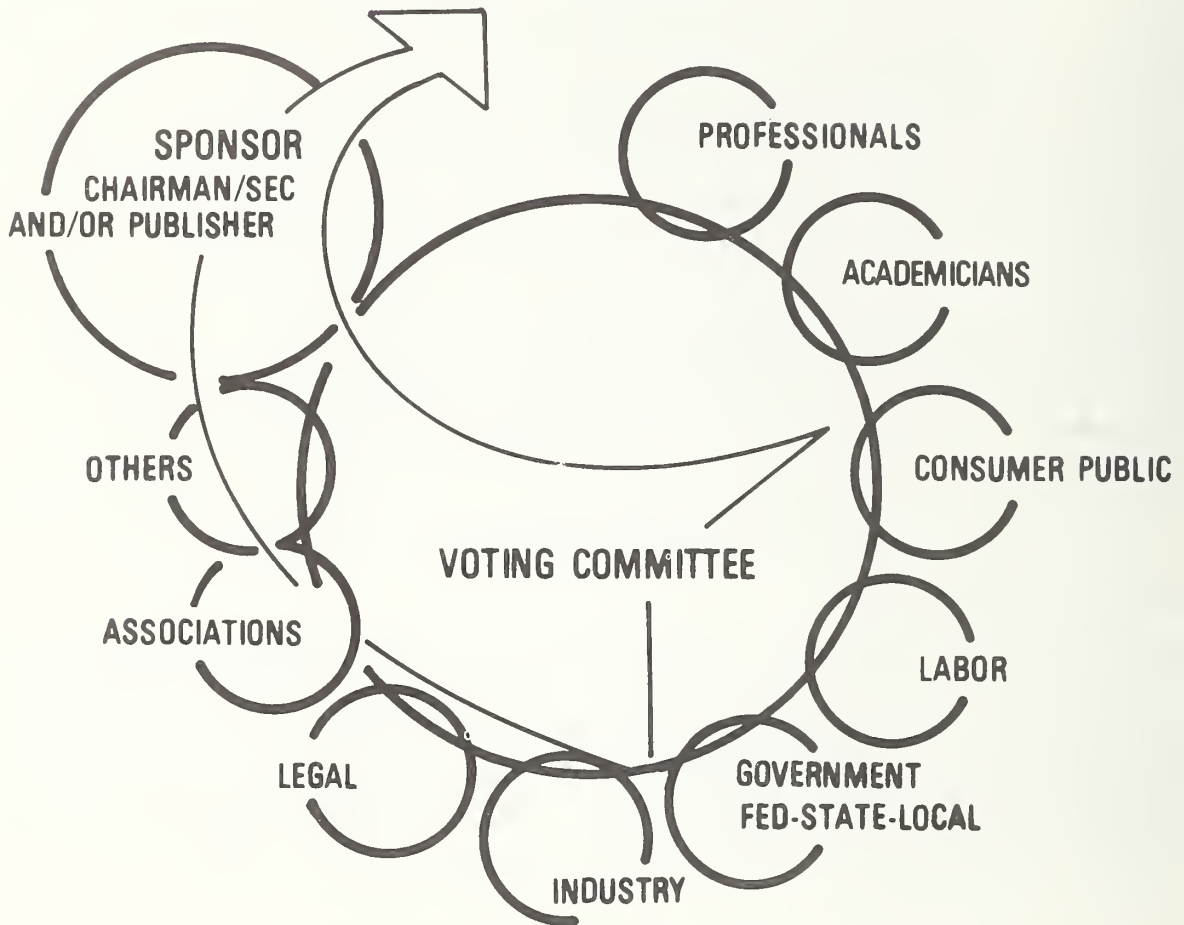 SPONSOR
CHAIRMAN/SEC
AND/OR PUBLISHER
PROFESSIONALS
ACADEMICIANS
CONSUMER PUBLIC
LABOR
GOVERNMENT
FED-STATE-LOCAL
INDUSTRY
LEGAL
ASSOCIATIONS
OTHERS
VOTING COMMITTEE